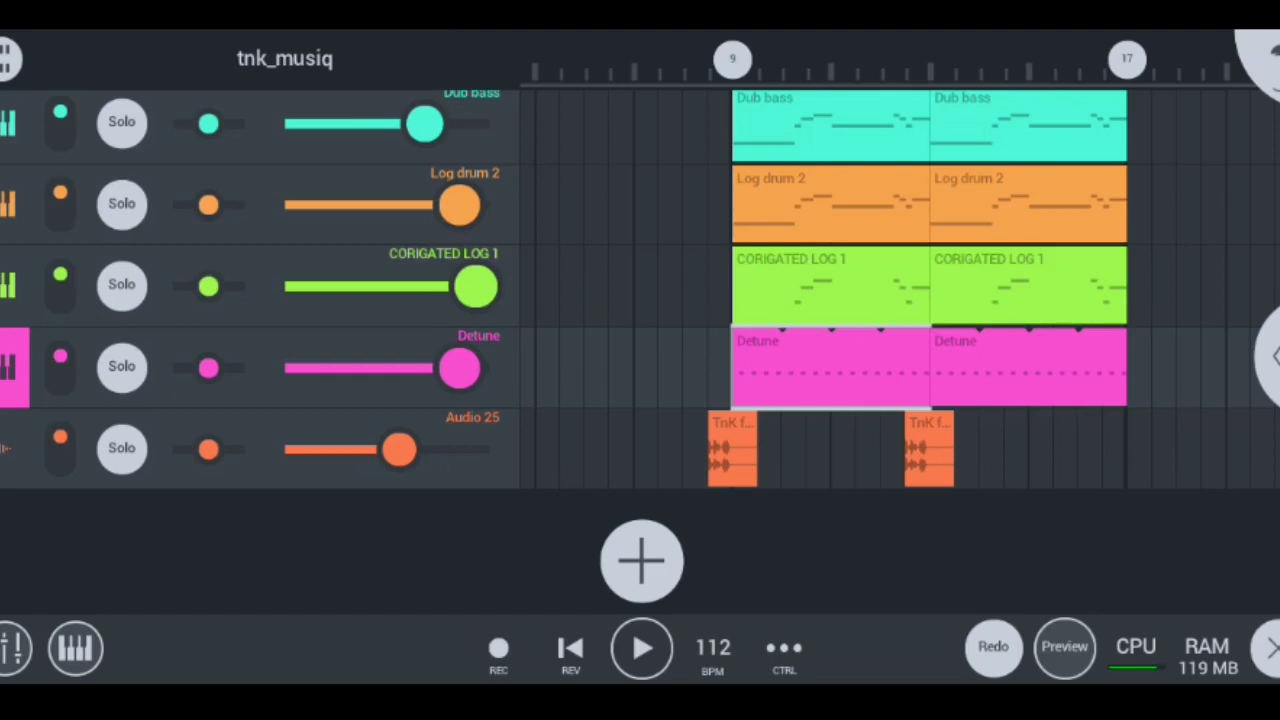 tnk_musiq
9
17
Dub bass
Solo
Dub bass
Dub bass
Log drum 2
Solo
Log drum 2
Log drum 2
CORIGATED LOG 1
Solo
CORIGATED LOG 1
CORIGATED LOG 1
Detune
Solo
Detune
Detune
Audio 25
Solo
TnK f...
TnK f...
REC
REV
112
BPM
CTRL
Redo
Preview
CPU
RAM
119 MB